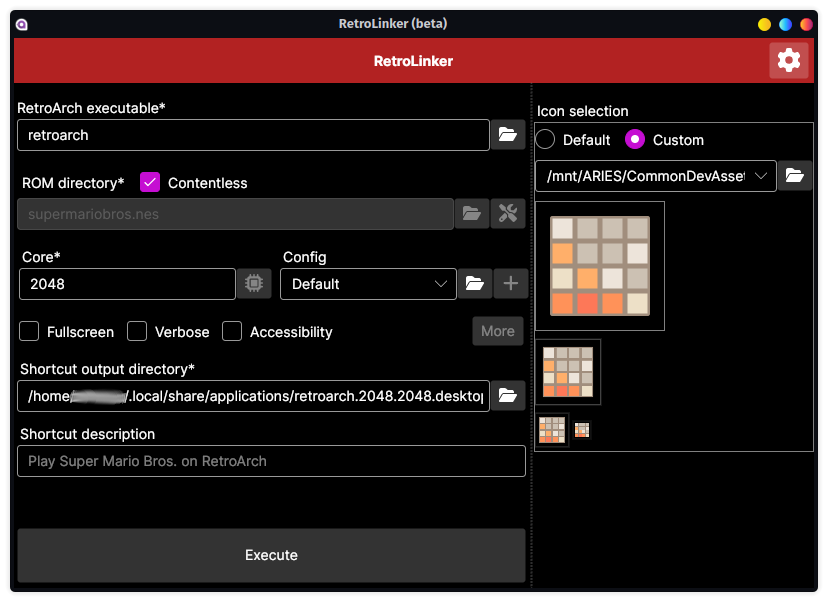 RetroLinker (beta)
RetroLinker
RetroArch executable*
retroarch
ROM directory* Contentless
supermariobros.nes
Core* Config
2048 Default
Fullscreen Verbose Accessibility More
Shortcut output directory*
/home/ /.local/share/applications/retroarch.2048.2048.desktop
Shortcut description
Play Super Mario Bros. on RetroArch
Execute
Icon selection
Default Custom
/mnt/ARIES/CommonDevAsset